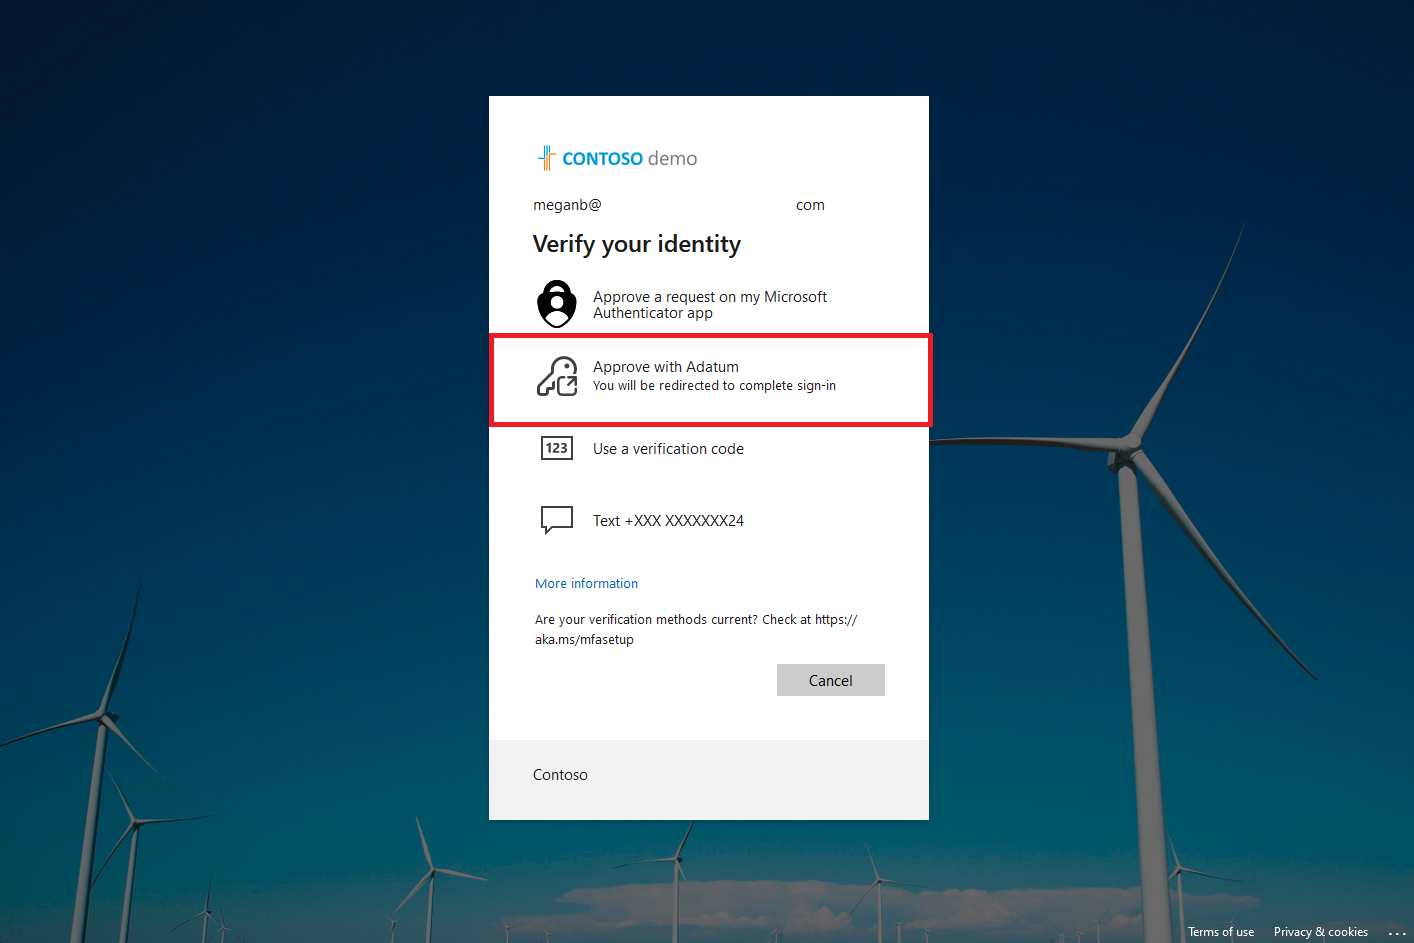 CONTOSO demo
meganb@ com
Verify your identity
Approve a request on my Microsoft
Authenticator app
Approve with Adatum
You will be redirected to complete sign-in
123
Use a verification code
Text +XXX XXXXXXX24
More information
Are your verification methods current? Check at https://
aka.ms/mfasetup
Cancel
Contoso
Terms of use Privacy & cookies ...